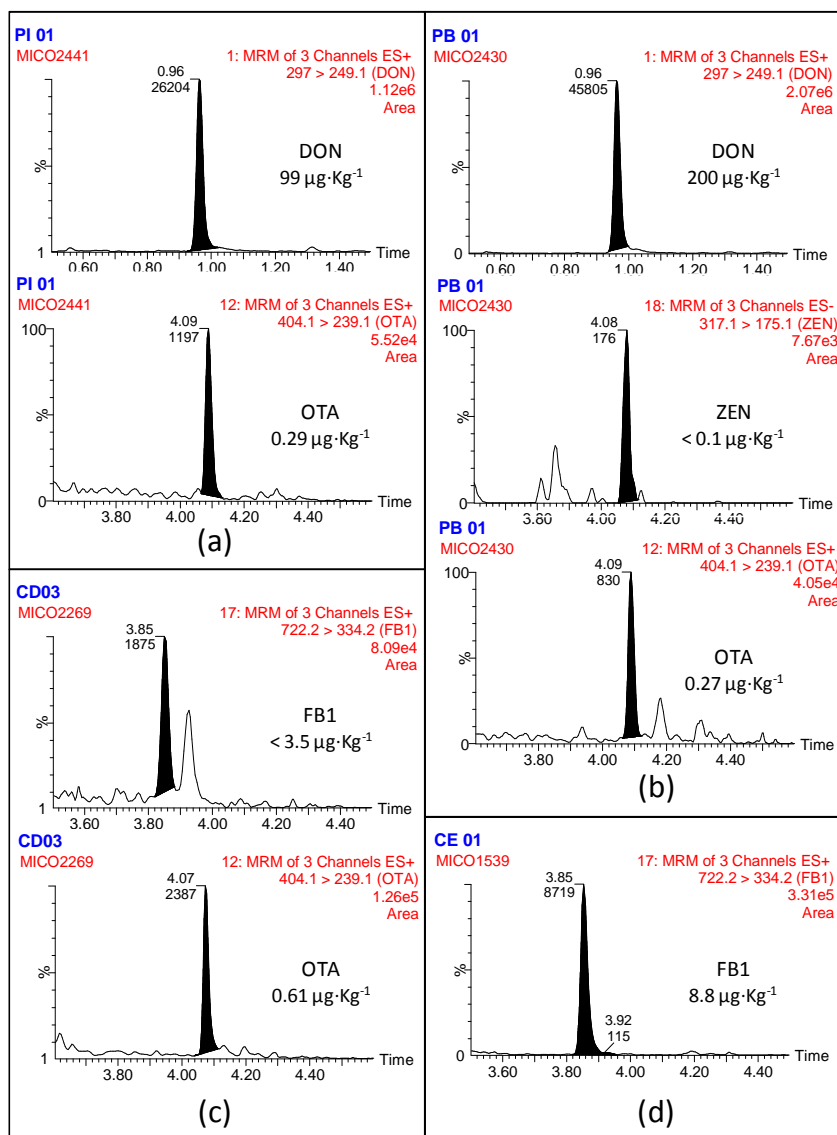 PI 01
MICO2441
1: MRM of 3 Channels ES+
297 > 249.1 (DON)
1.12e6
Area
0.96
26204
%
1
DON
99 µg·Kg-1
Time
0.60 0.80 1.00 1.20 1.40
PI 01
MICO2441
12: MRM of 3 Channels ES+
404.1 > 239.1 (OTA)
5.52e4
Area
4.09
1197
100
%
0
OTA
0.29 µg·Kg-1
Time
3.80 4.00 4.20 4.40
(a)
PB 01
MICO2430
1: MRM of 3 Channels ES+
297 > 249.1 (DON)
2.07e6
Area
0.96
45805
%
0
DON
200 µg·Kg-1
Time
0.60 0.80 1.00 1.20 1.40
PB 01
MICO2430
18: MRM of 3 Channels ES-
317.1 > 175.1 (ZEN)
7.67e3
Area
4.08
176
100
%
0
ZEN
< 0.1 µg·Kg-1
Time
3.60 3.80 4.00 4.20 4.40
PB 01
MICO2430
12: MRM of 3 Channels ES+
404.1 > 239.1 (OTA)
4.05e4
Area
4.09
830
100
%
0
OTA
0.27 µg·Kg-1
Time
3.80 4.00 4.20 4.40
(b)
CD03
MICO2269
17: MRM of 3 Channels ES+
722.2 > 334.2 (FB1)
8.09e4
Area
3.85
1875
%
1
FB1
< 3.5 µg·Kg-1
Time
3.60 3.80 4.00 4.20 4.40
CD03
MICO2269
12: MRM of 3 Channels ES+
404.1 > 239.1 (OTA)
1.26e5
Area
4.07
2387
%
1
OTA
0.61 µg·Kg-1
Time
3.80 4.00 4.20 4.40
(c)
CE 01
MICO1539
17: MRM of 3 Channels ES+
722.2 > 334.2 (FB1)
3.31e5
Area
3.85
8719
%
0
FB1
8.8 µg·Kg-1
3.92
115
Time
3.60 3.80 4.00 4.20 4.40
(d)